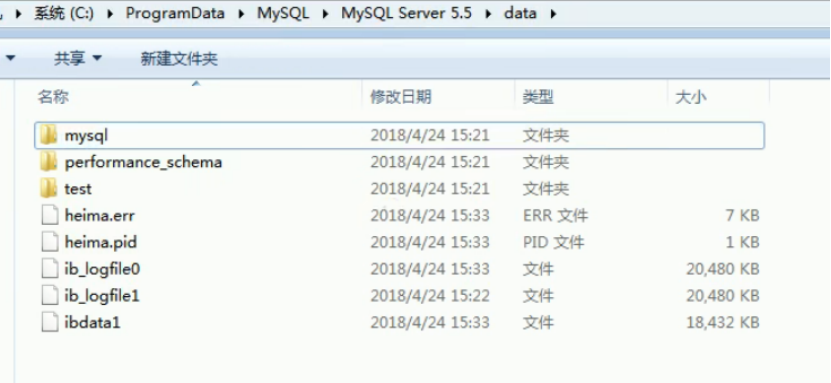 系统 (C:) ▸ ProgramData ▸ MySQL ▸ MySQL Server 5.5 ▸ data ▸
共享 ▼ 新建文件夹
名称 修改日期 类型 大小
mysql 2018/4/24 15:21 文件夹
performance_schema 2018/4/24 15:21 文件夹
test 2018/4/24 15:21 文件夹
heima.err 2018/4/24 15:33 ERR 文件 7 KB
heima.pid 2018/4/24 15:33 PID 文件 1 KB
ib_logfile0 2018/4/24 15:33 文件 20,480 KB
ib_logfile1 2018/4/24 15:22 文件 20,480 KB
ibdata1 2018/4/24 15:33 文件 18,432 KB